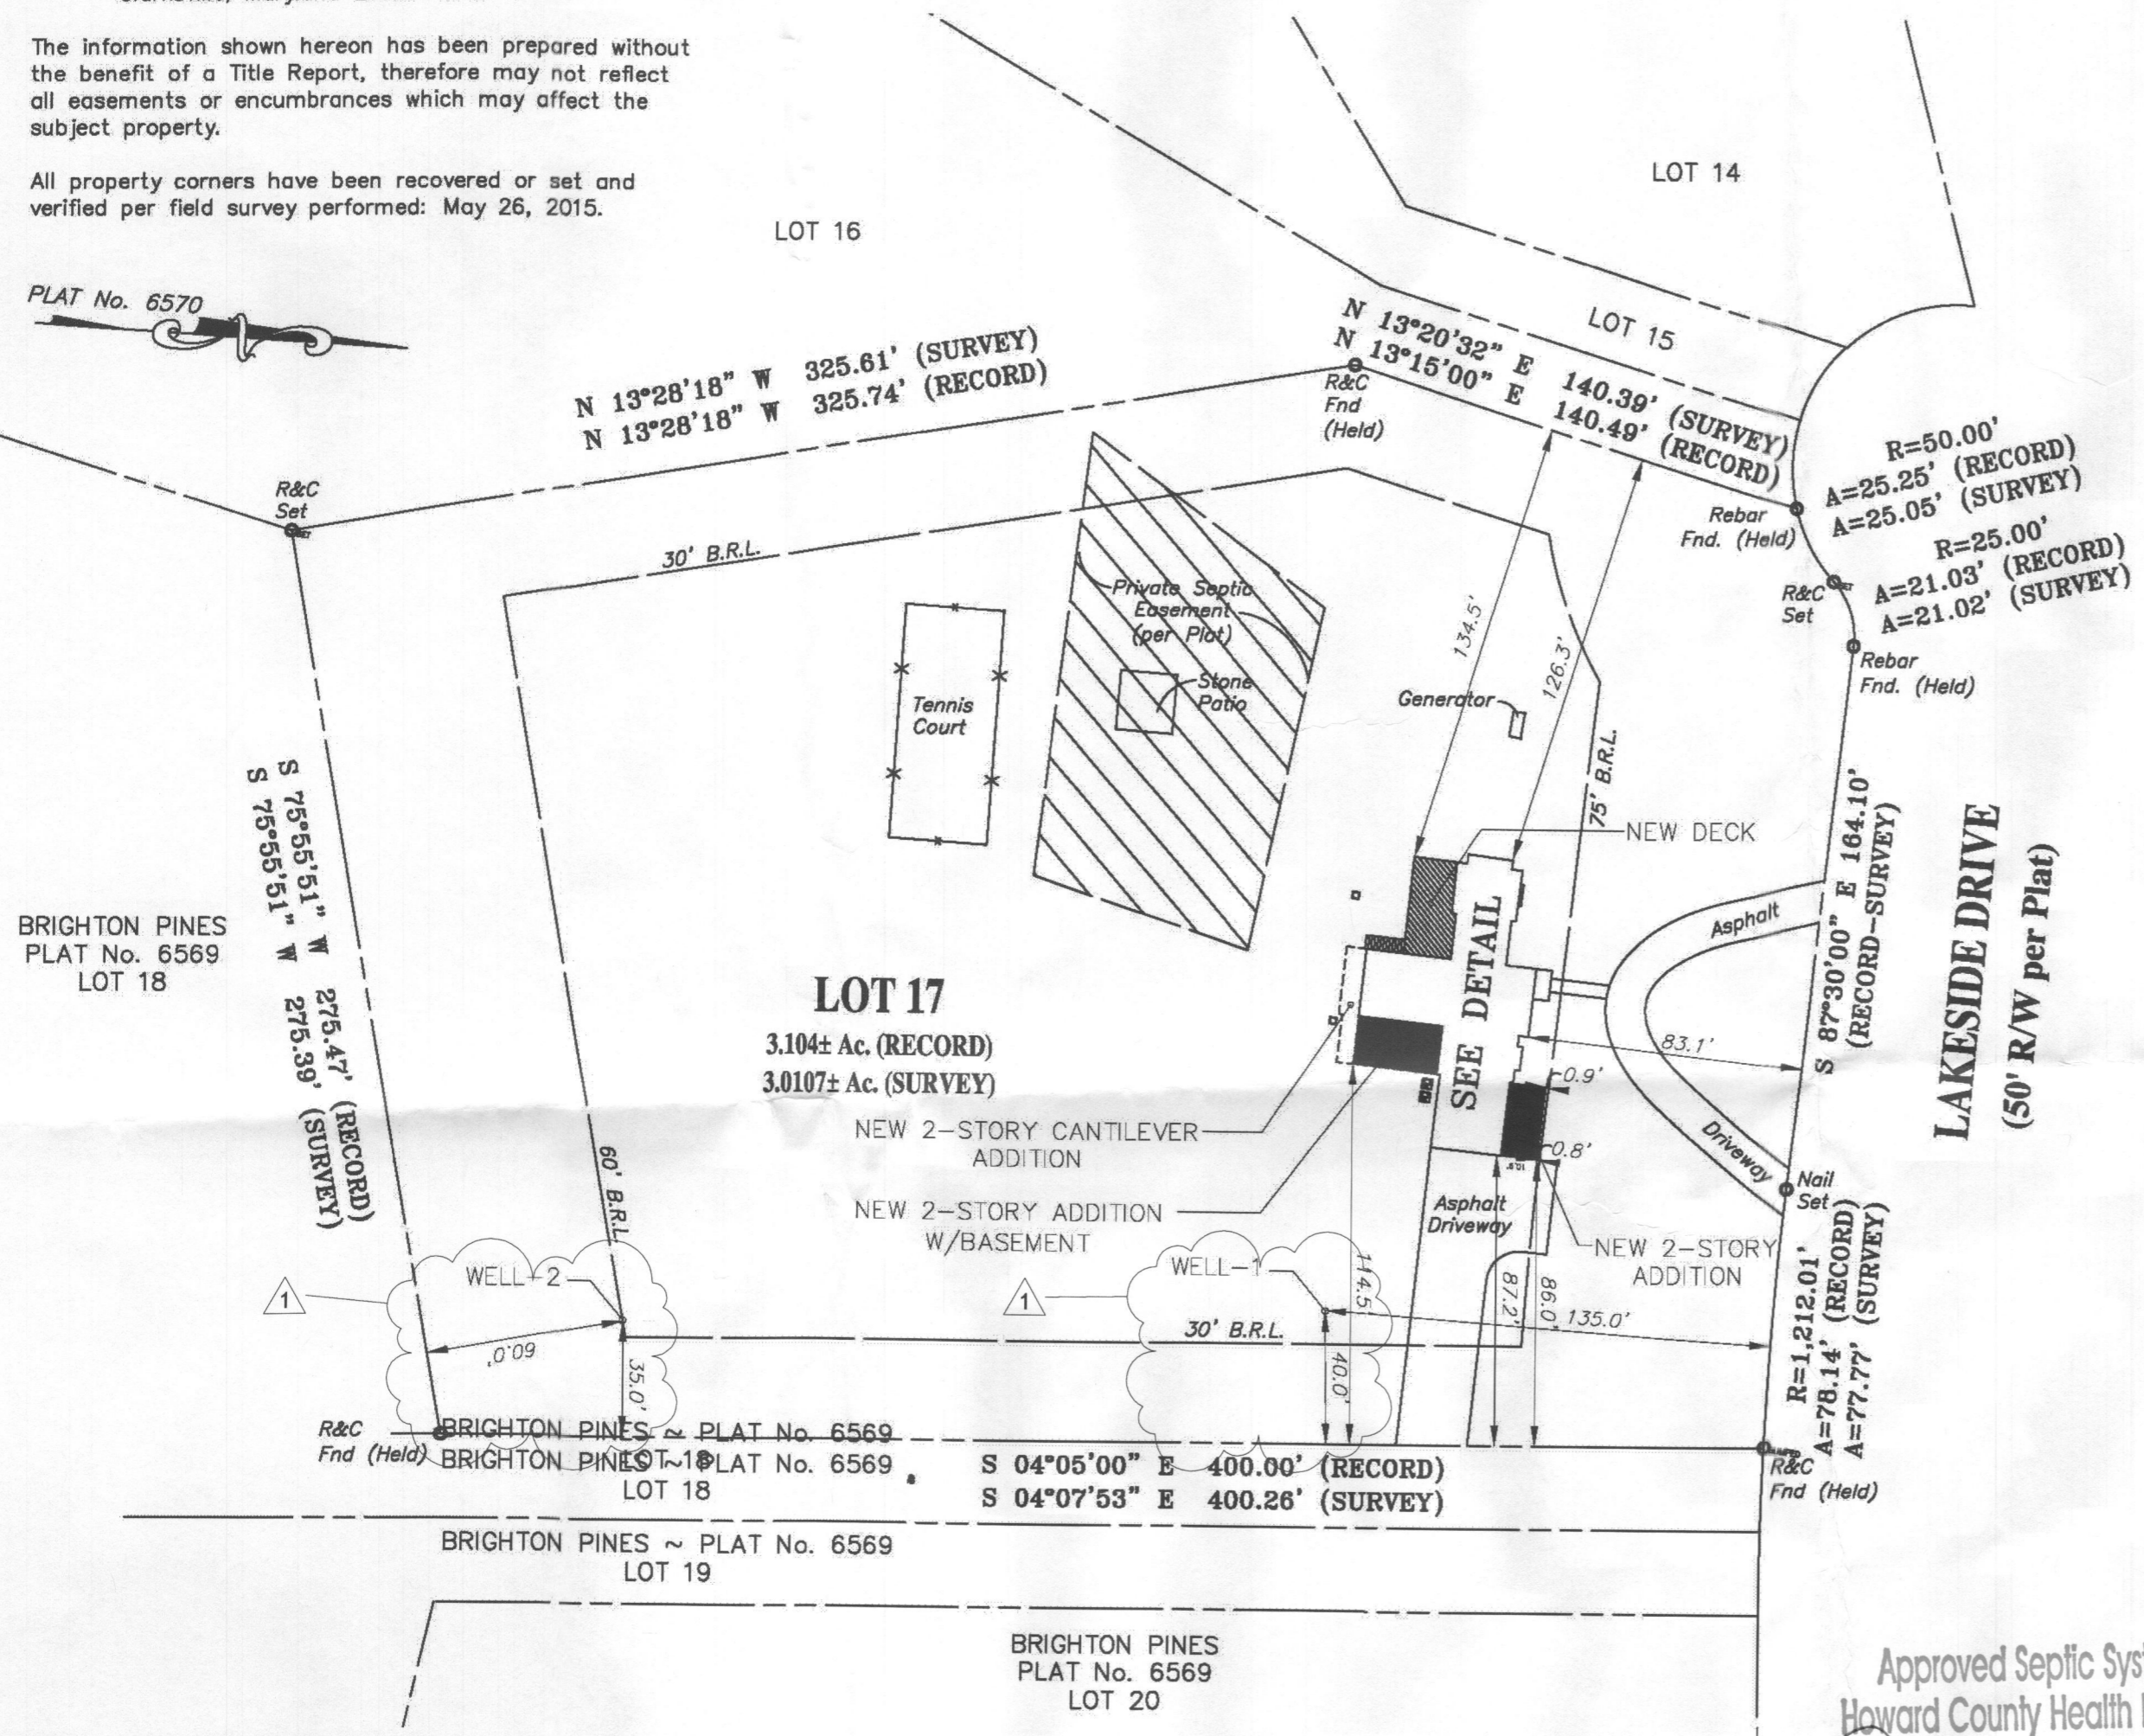 The information shown hereon has been prepared without
the benefit of a Title Report, therefore may not reflect
all easements or encumbrances which may affect the
subject property.
All property corners have been recovered or set and
verified per field survey performed: May 26, 2015.
PLAT No. 6570
LOT 16
LOT 14
LOT 15
N 13°28'18" W 325.61' (SURVEY)
N 13°28'18" W 325.74' (RECORD)
N 13°20'32" E 140.39' (SURVEY)
N 13°15'00" E 140.49' (RECORD)
R&C
Fnd
(Held)
R=50.00'
A=25.25' (RECORD)
A=25.05' (SURVEY)
R=25.00'
A=21.03' (RECORD)
A=21.02' (SURVEY)
Rebar
Fnd. (Held)
R&C
Set
Rebar
Fnd. (Held)
R&C
Set
30' B.R.L.
Private Septic
Easement
(per Plat)
Stone
Patio
Tennis
Court
134.5'
126.3'
Generator
75' B.R.L.
NEW DECK
S 87°30'00" E 164.10'
(RECORD-SURVEY)
LAKESIDE DRIVE
(50' R/W per Plat)
S 75°55'51" W 275.47' (RECORD)
S 75°55'51" W 275.39' (SURVEY)
BRIGHTON PINES
PLAT No. 6569
LOT 18
LOT 17
3.104± Ac. (RECORD)
3.0107± Ac. (SURVEY)
SEE DETAIL
Asphalt
Driveway
83.1'
0.9'
0.8'
NEW 2-STORY CANTILEVER
ADDITION
NEW 2-STORY ADDITION
W/BASEMENT
60' B.R.L.
Asphalt
Driveway
Nail
Set
NEW 2-STORY
ADDITION
WELL-2
1
WELL-1
1
114.5'
87.2'
86.0'
135.0'
30' B.R.L.
60.0'
35.0'
40.0'
R=1,212.01'
A=78.14' (RECORD)
A=77.77' (SURVEY)
R&C
Fnd (Held)
BRIGHTON PINES ~ PLAT No. 6569
LOT 18
BRIGHTON PINES ~ PLAT No. 6569
LOT 18
S 04°05'00" E 400.00' (RECORD)
S 04°07'53" E 400.26' (SURVEY)
R&C
Fnd (Held)
BRIGHTON PINES ~ PLAT No. 6569
LOT 19
BRIGHTON PINES
PLAT No. 6569
LOT 20
Approved Septic
Howard County Health